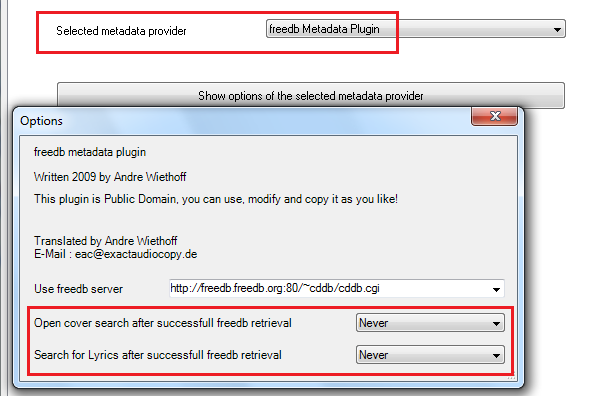 Selected metadata provider freedb Metadata Plugin
Show options of the selected metadata provider
Options
freedb metadata plugin
Written 2009 by Andre Wiethoff
This plugin is Public Domain, you can use, modify and copy it as you like!
Translated by Andre Wiethoff
E-Mail : eac@exactaudiocopy.de
Use freedb server http://freedb.freedb.org:80/~cddb/cddb.cgi
Open cover search after successfull freedb retrieval Never
Search for Lyrics after successfull freedb retrieval Never